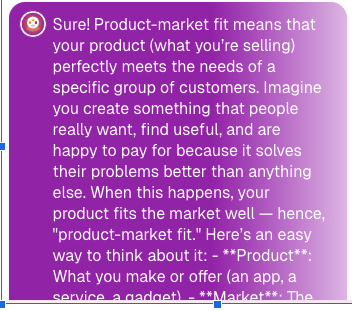 Sure! Product-market fit means that
your product (what you're selling)
perfectly meets the needs of a
specific group of customers. Imagine
you create something that people
really want, find useful, and are
happy to pay for because it solves
their problems better than anything
else. When this happens, your
product fits the market well — hence,
"product-market fit." Here's an easy
way to think about it: - **Product**:
What you make or offer (an app, a
service, a gadget). - **Market**: The